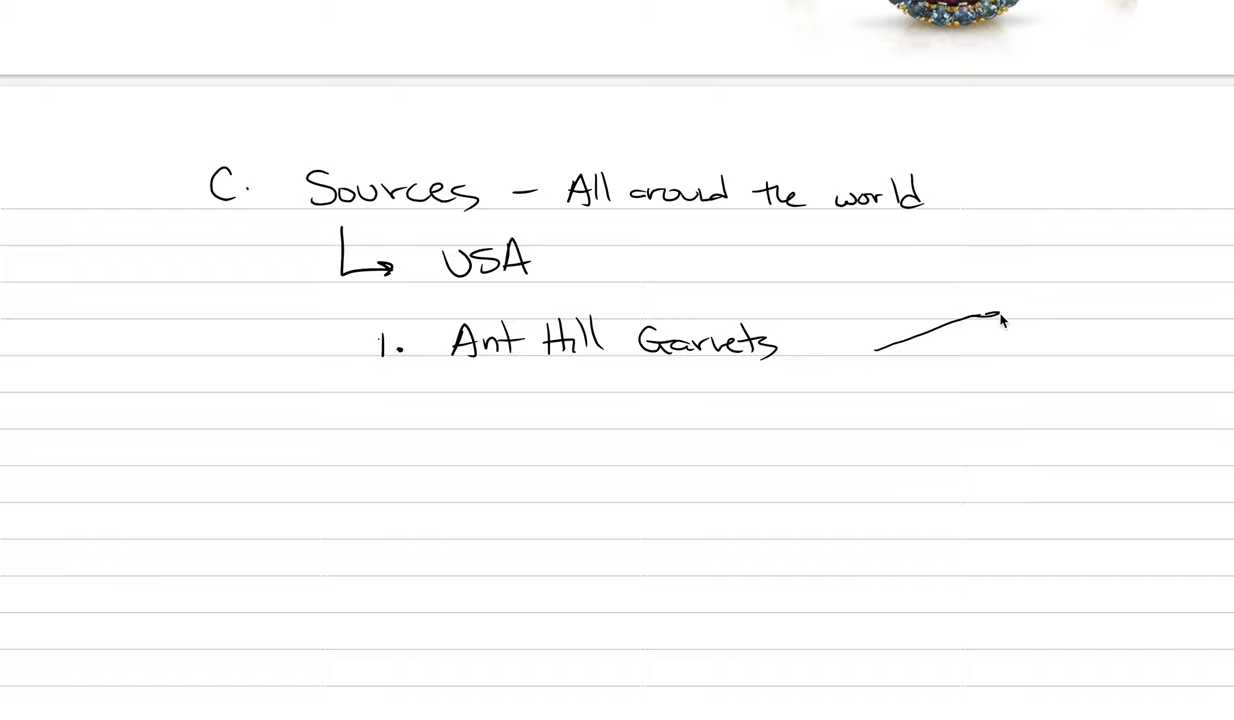 C. Sources - All around the world
↳ USA
1. Ant Hill Garnets